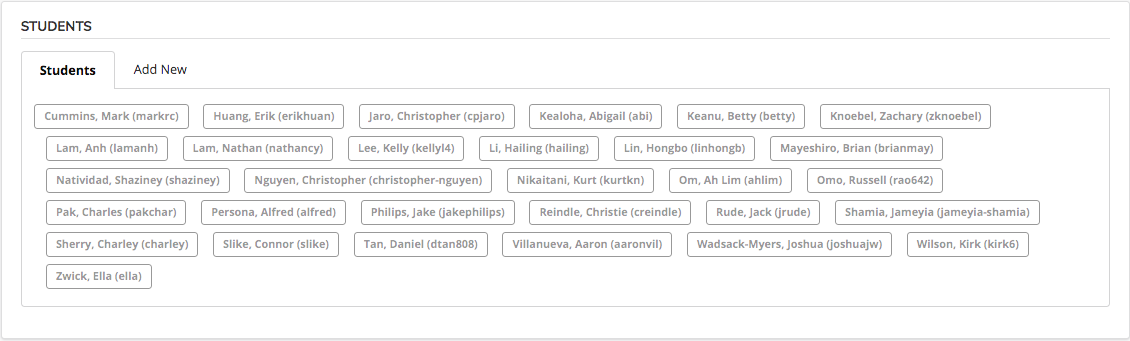 STUDENTS
Students Add New
Cummins, Mark (markrc) Huang, Erik (erikhuan) Jaro, Christopher (cpjaro) Kealoha, Abigail (abi) Keanu, Betty (betty) Knoebel, Zachary (zknoebel)
Lam, Anh (lamanh) Lam, Nathan (nathancy) Lee, Kelly (kellyl4) Li, Hailing (hailing) Lin, Hongbo (linhongb) Mayeshiro, Brian (brianmay)
Natividad, Shaziney (shaziney) Nguyen, Christopher (christopher-nguyen) Nikaitani, Kurt (kurtkn) Om, Ah Lim (ahlim) Omo, Russell (rao642)
Pak, Charles (pakchar) Persona, Alfred (alfred) Philips, Jake (jakephilips) Reindle, Christie (creindle) Rude, Jack (jrude) Shamia, Jameyia (jameyia-shamia)
Sherry, Charley (charley) Slike, Connor (slike) Tan, Daniel (dtan808) Villanueva, Aaron (aaronvil) Wadsack-Myers, Joshua (joshuajw) Wilson, Kirk (kirk6)
Zwick, Ella (ella)